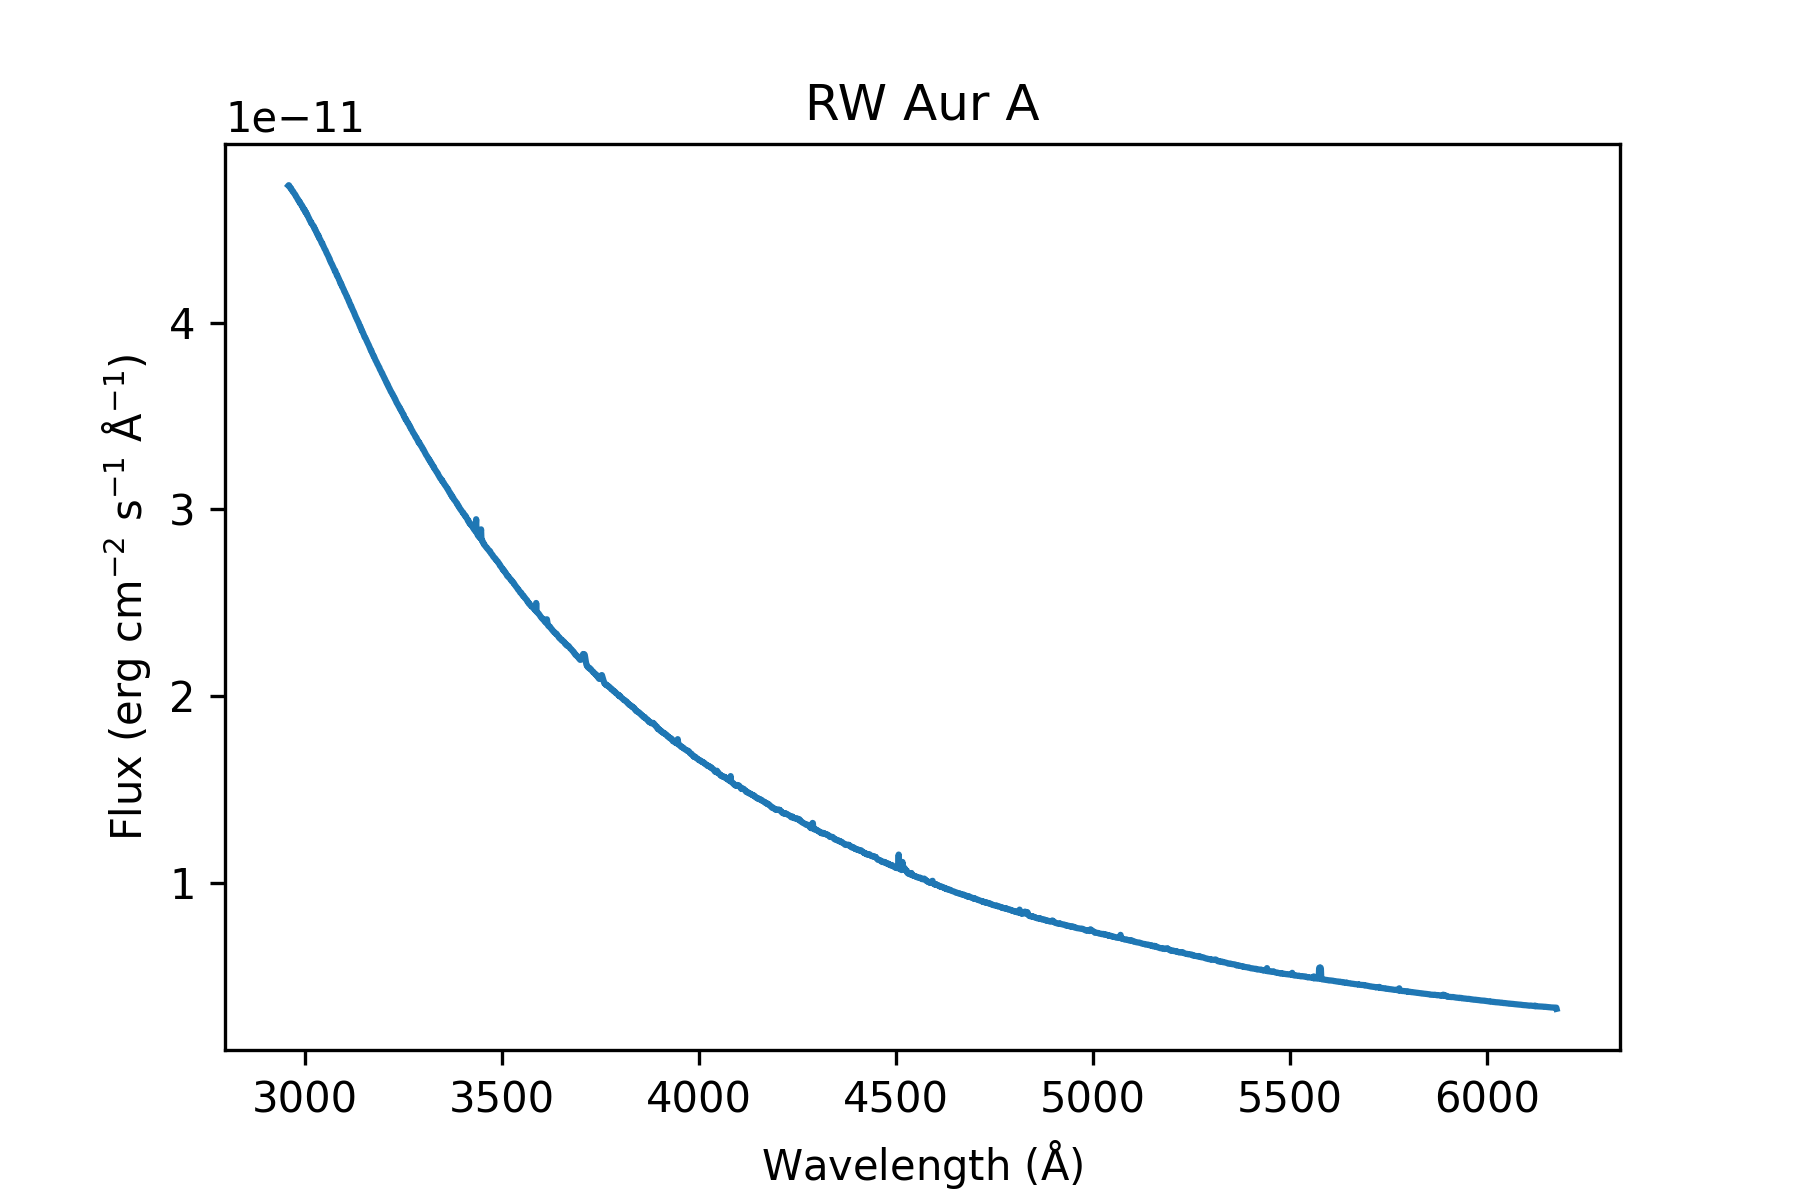 RW Aur A
1e−11
4
3
2
1
Flux (erg cm⁻² s⁻¹ Å⁻¹)
3000 3500 4000 4500 5000 5500 6000
Wavelength (Å)